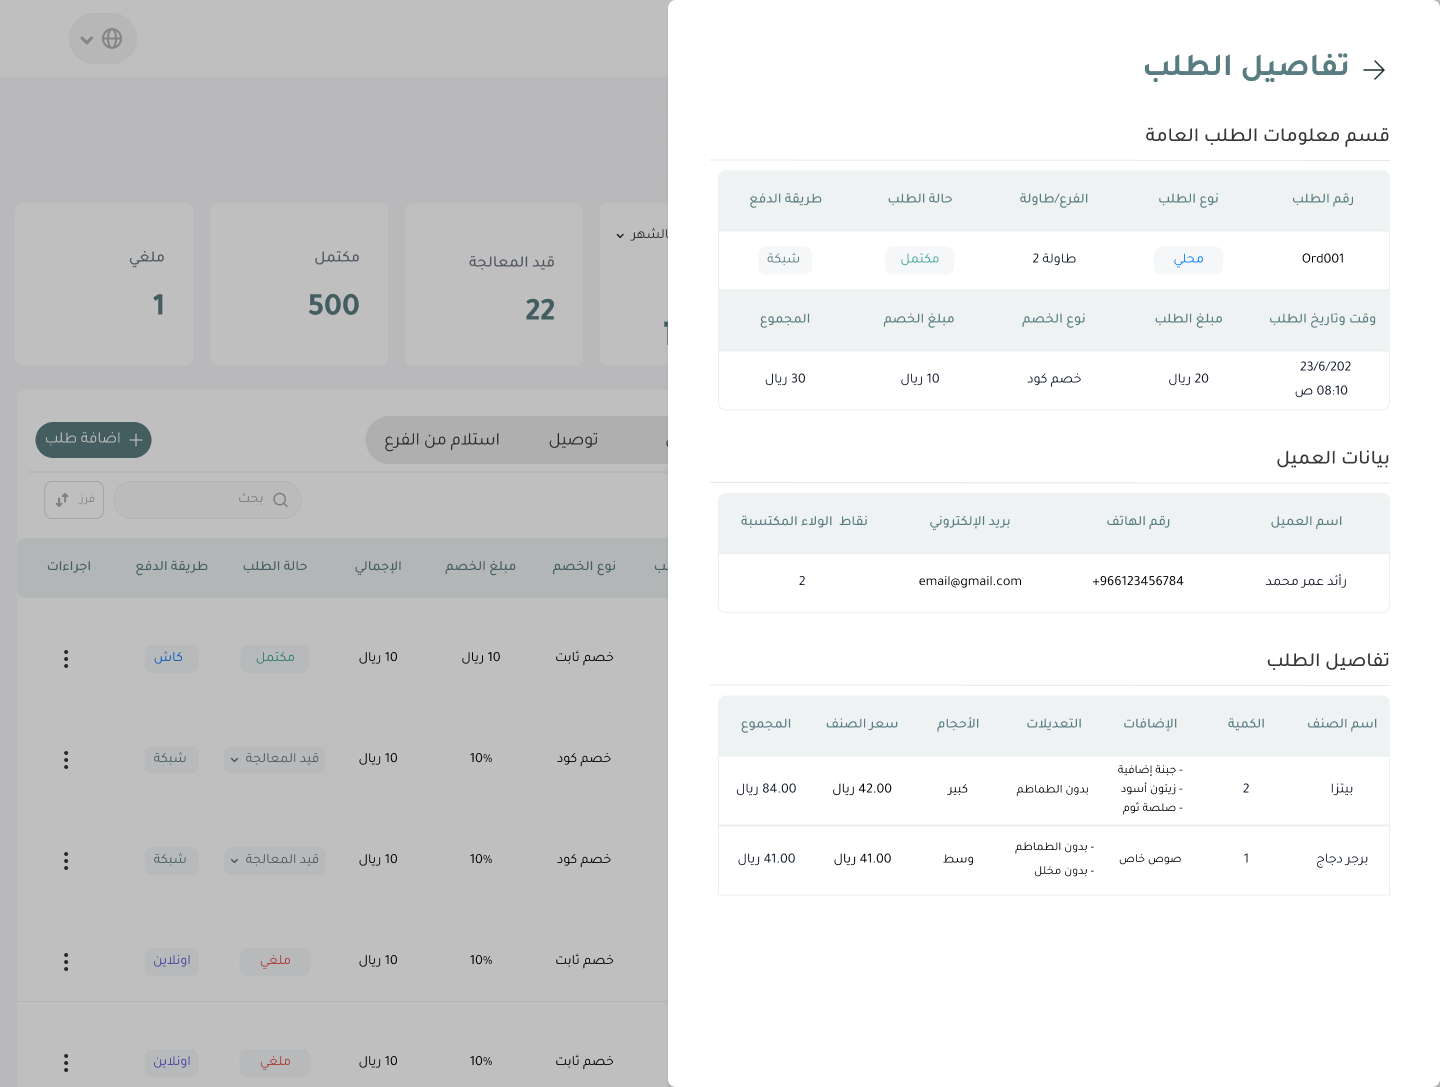 تفاصيل الطلب
قسم معلومات الطلب العامة
رقم الطلب نوع الطلب الفرع/طاولة حالة الطلب طريقة الدفع
Ord001 محلي طاولة 2 مكتمل شبكة
وقت وتاريخ الطلب مبلغ الطلب نوع الخصم مبلغ الخصم المجموع
23/6/202
08:10 ص
20 ريال خصم كود 10 ريال 30 ريال
بيانات العميل
اسم العميل رقم الهاتف بريد الإلكتروني نقاط الولاء المكتسبة
رائد عمر محمد +966123456784 email@gmail.com 2
تفاصيل الطلب
اسم الصنف الكمية الإضافات التعديلات الأحجام سعر الصنف المجموع
بيتزا 2
- جبنة إضافية
- زيتون أسود
- صلصة ثوم
بدون الطماطم كبير 42.00 ريال 84.00 ريال
برجر دجاج 1 صوص خاص
- بدون الطماطم
- بدون مخلل
وسط 41.00 ريال 41.00 ريال
بالشهر
قيد المعالجة
22
مكتمل
500
ملغي
1
توصيل استلام من الفرع
اضافة طلب
بحث
فرز
نوع الخصم مبلغ الخصم الإجمالي حالة الطلب طريقة الدفع اجراءات
خصم ثابت 10 ريال 10 ريال مكتمل كاش
خصم كود 10% 10 ريال قيد المعالجة شبكة
خصم كود 10% 10 ريال قيد المعالجة شبكة
خصم ثابت 10% 10 ريال ملغي اونلاين
خصم ثابت 10% 10 ريال ملغي اونلاين